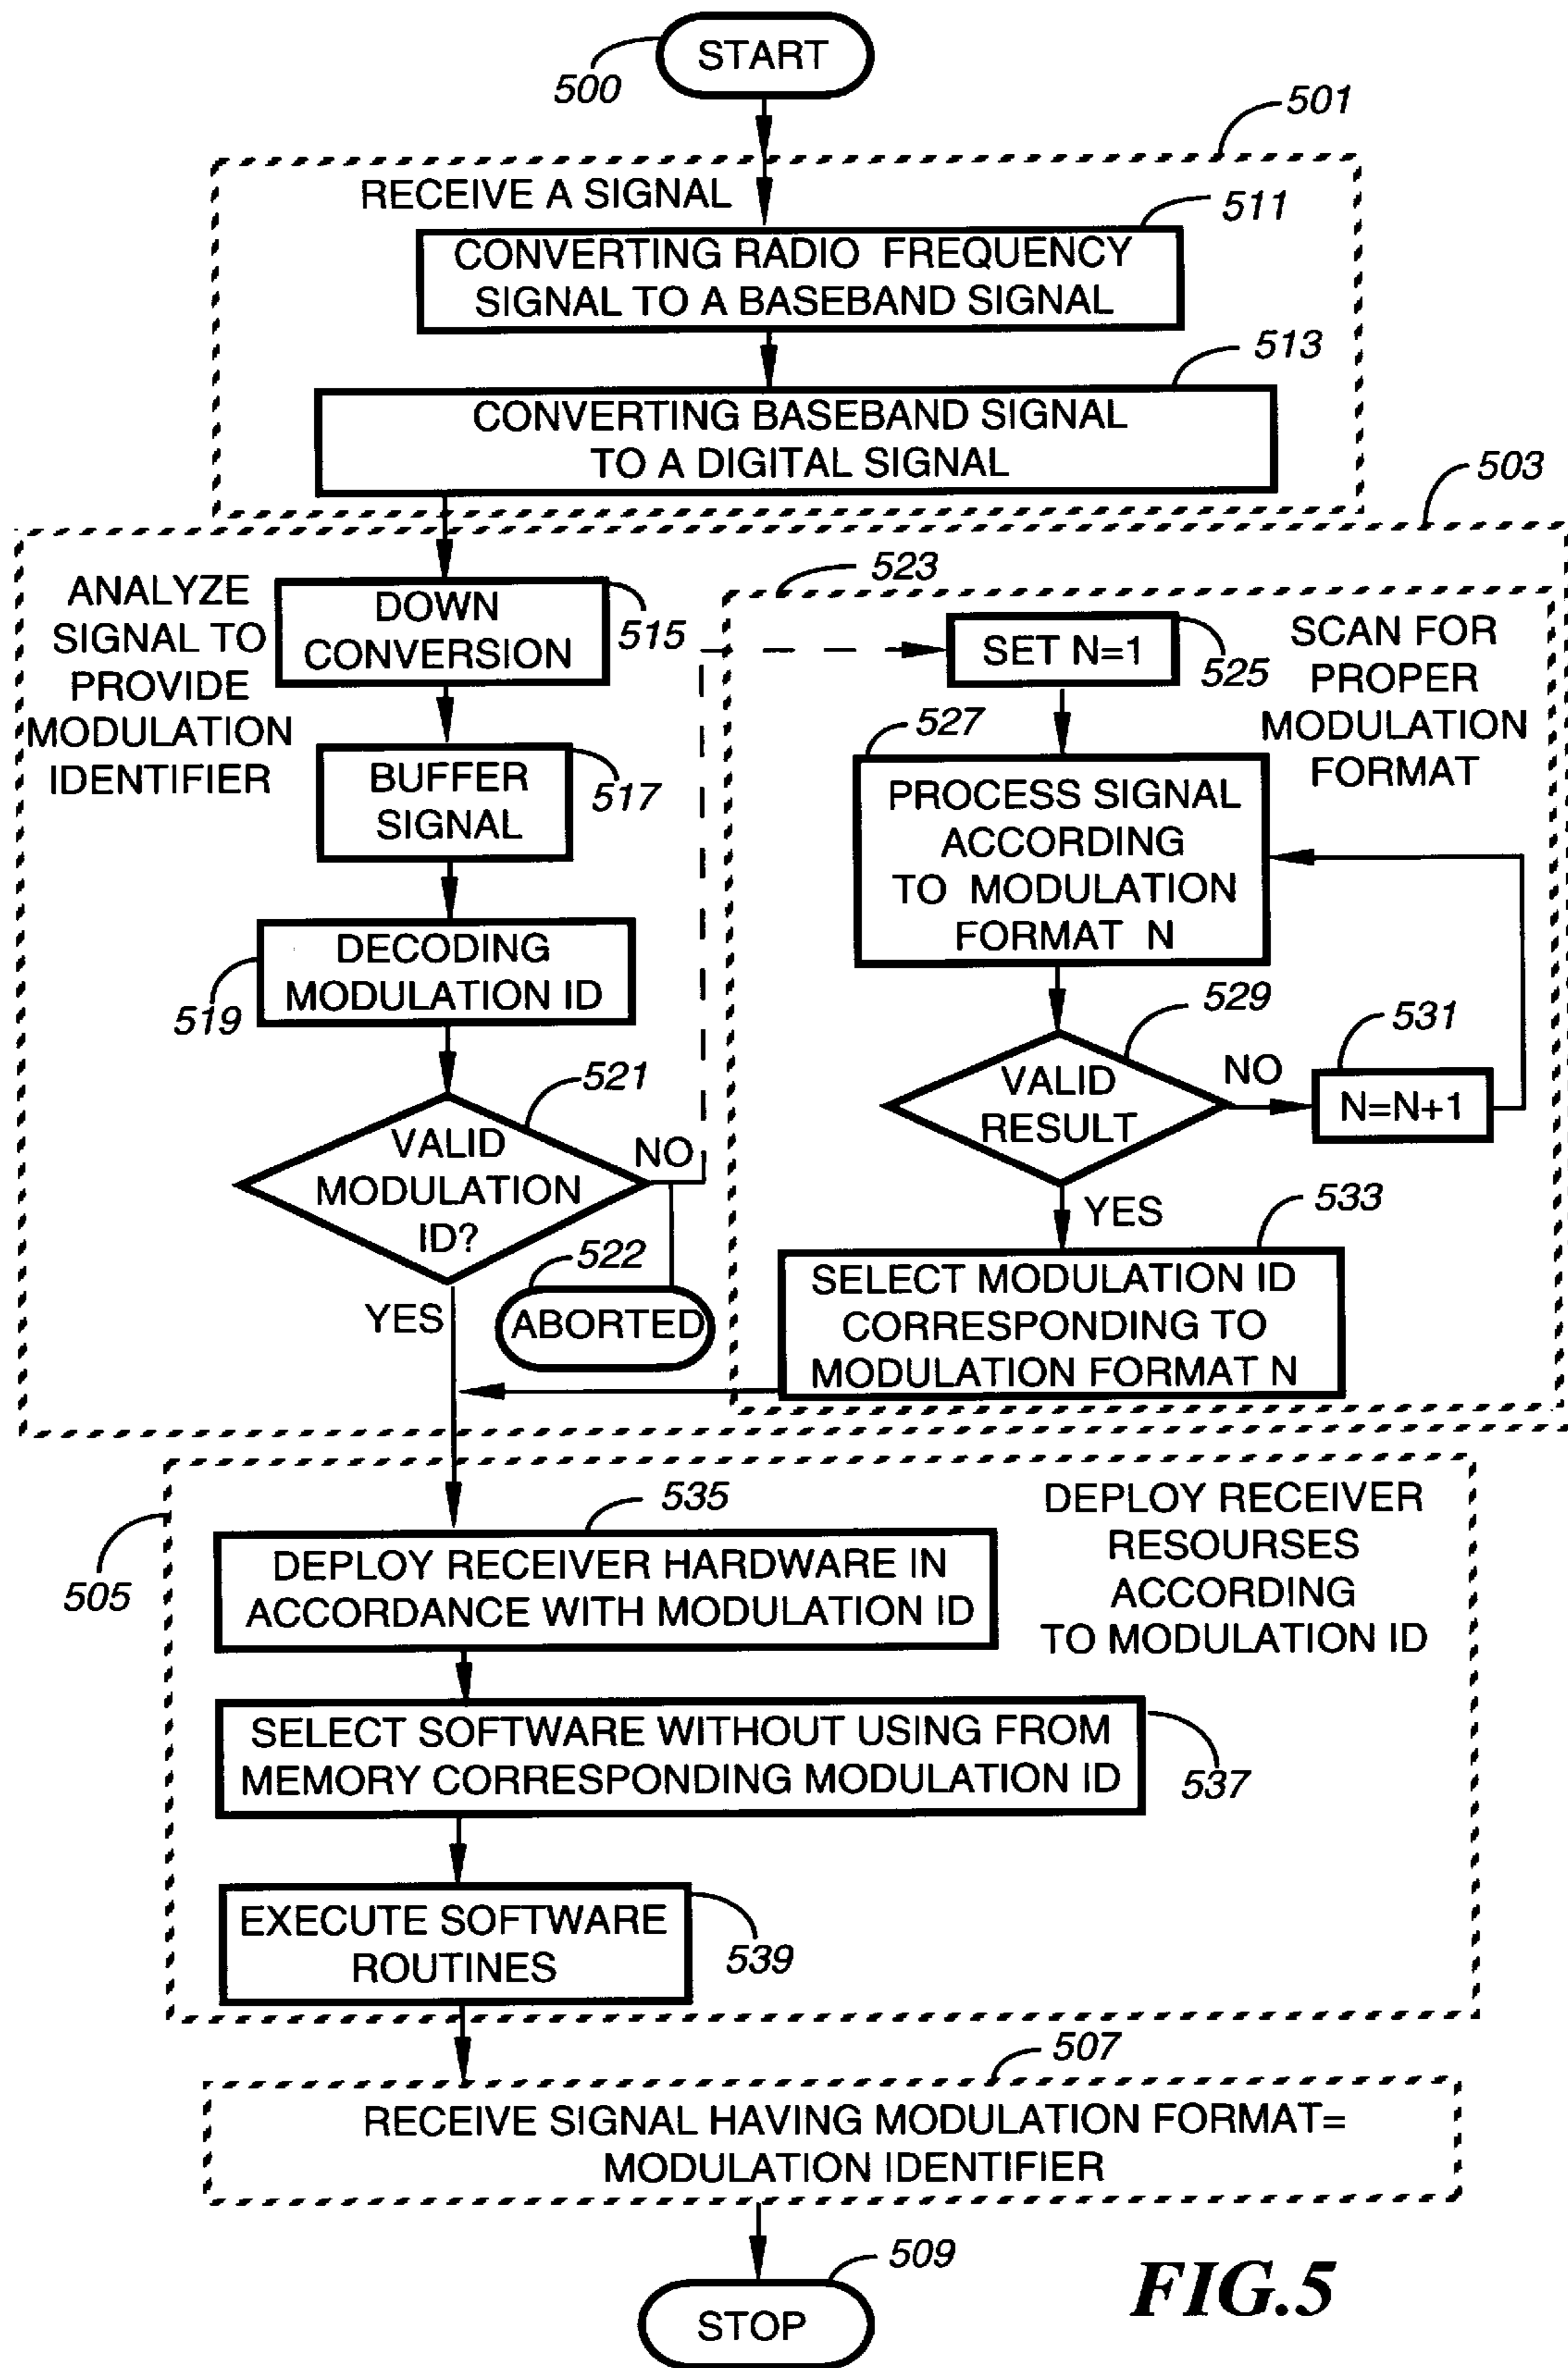 START
500
501
RECEIVE A SIGNAL
511
CONVERTING RADIO FREQUENCY
SIGNAL TO A BASEBAND SIGNAL
513
CONVERTING BASEBAND SIGNAL
TO A DIGITAL SIGNAL
503
ANALYZE
SIGNAL TO
PROVIDE
MODULATION
IDENTIFIER
DOWN
CONVERSION
515
BUFFER
SIGNAL
517
DECODING
MODULATION ID
519
521
VALID
MODULATION
ID?
NO
522
ABORTED
YES
523
SET N=1
525
SCAN FOR
PROPER
MODULATION
FORMAT
527
PROCESS SIGNAL
ACCORDING
TO MODULATION
FORMAT N
529
VALID
RESULT
NO
531
N=N+1
YES
533
SELECT MODULATION ID
CORRESPONDING TO
MODULATION FORMAT N
505
535
DEPLOY RECEIVER HARDWARE IN
ACCORDANCE WITH MODULATION ID
DEPLOY RECEIVER
RESOURSES
ACCORDING
TO MODULATION ID
SELECT SOFTWARE WITHOUT USING FROM
MEMORY CORRESPONDING MODULATION ID
537
EXECUTE SOFTWARE
ROUTINES
539
507
RECEIVE SIGNAL HAVING MODULATION FORMAT=
MODULATION IDENTIFIER
509
STOP
FIG.5